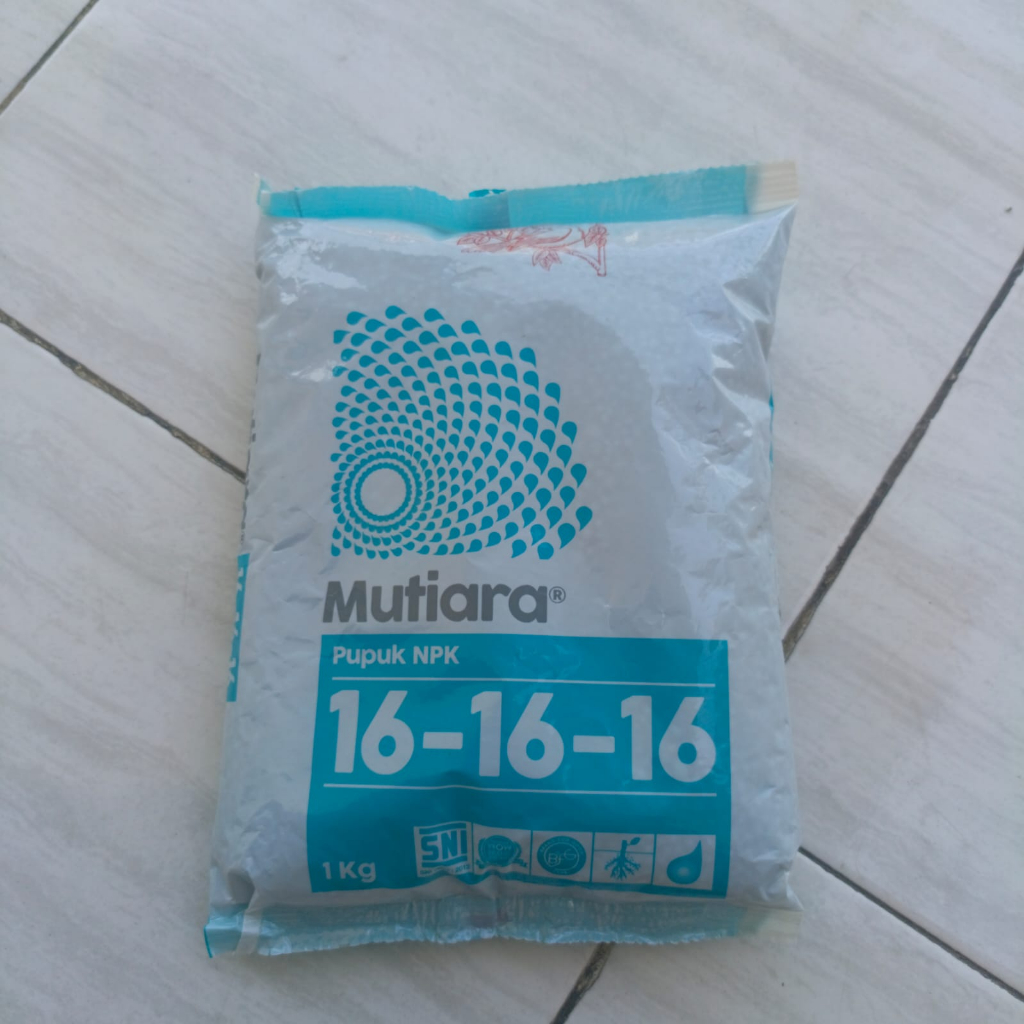 Mutiara®
Pupuk NPK
16-16-16
1 Kg
SNI